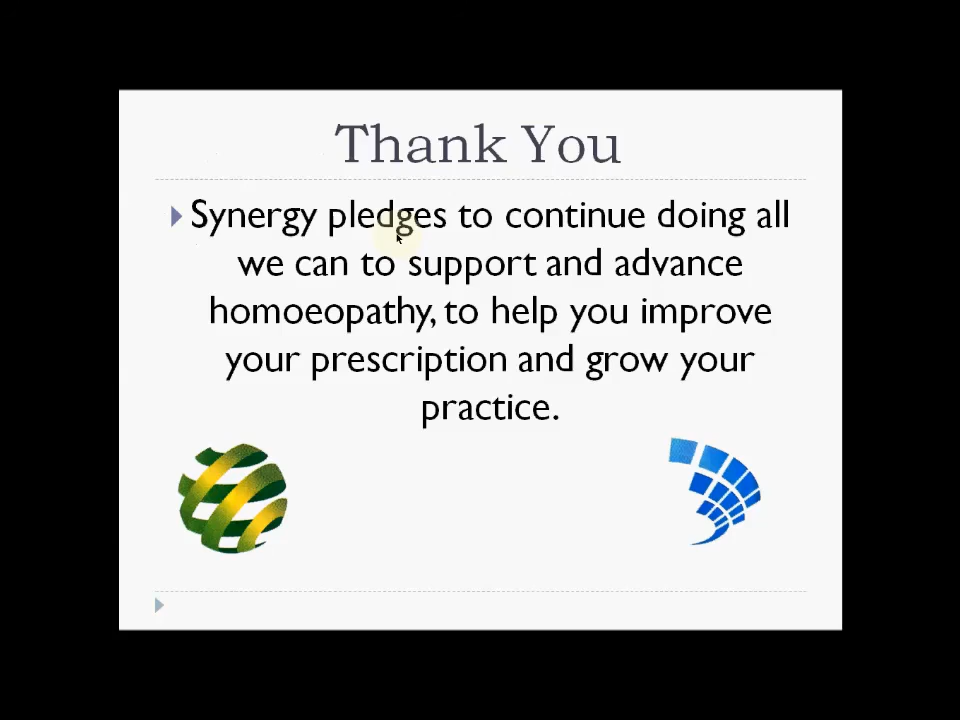 Thank You
Synergy pledges to continue doing all
we can to support and advance
homoeopathy, to help you improve
your prescription and grow your
practice.